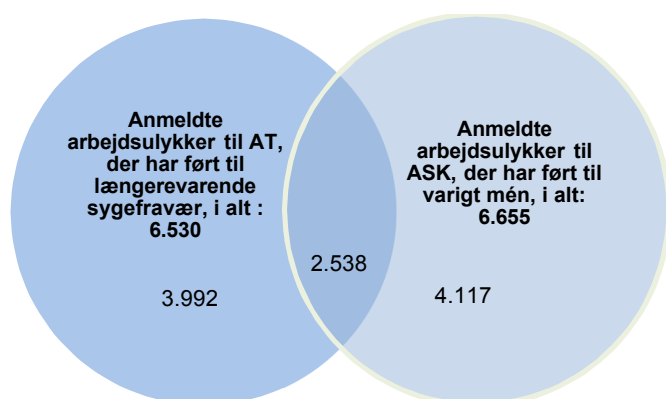 Anmeldte
arbejdsulykker til AT,
der har ført til
længerevarende
sygefravær, i alt :
6.530
3.992
2.538
Anmeldte
arbejdsulykker til
ASK, der har ført til
varigt mén, i alt:
6.655
4.117